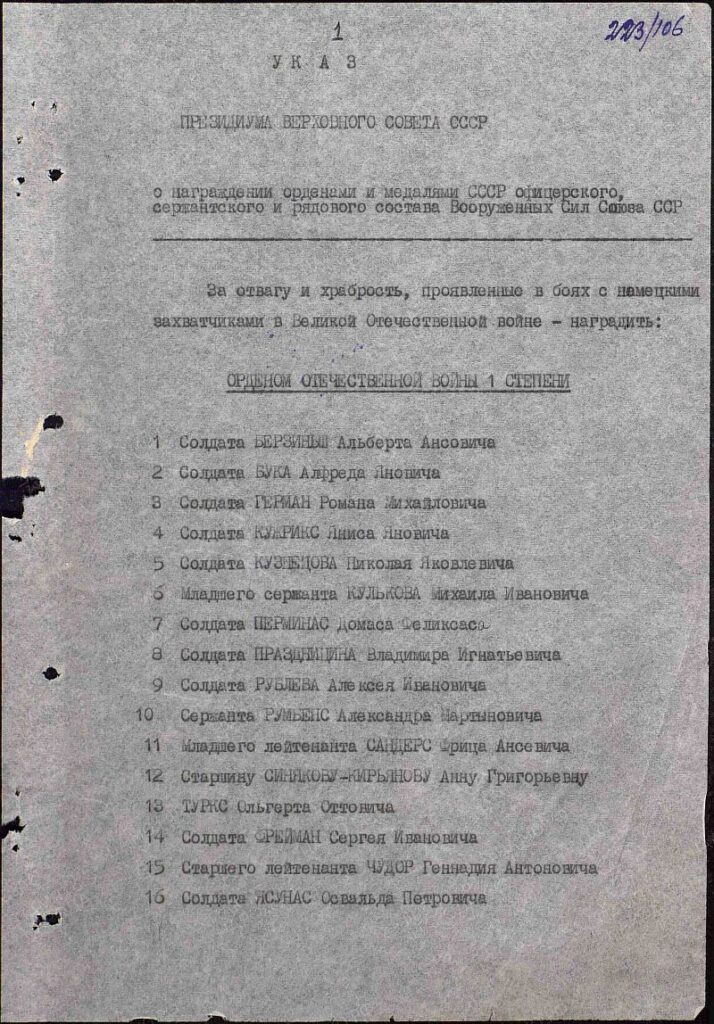 1
223/106
У К А З
ПРЕЗИДИУМА ВЕРХОВНОГО СОВЕТА СССР
о награждении орденами и медалями СССР офицерского,
сержантского и рядового состава Вооруженных Сил Союза ССР
За отвагу и храбрость, проявленные в боях с немецкими
захватчиками в Великой Отечественной войне - наградить:
ОРДЕНОМ ОТЕЧЕСТВЕННОЙ ВОЙНЫ 1 СТЕПЕНИ
1 Солдата БЕРЗИНЬШ Альберта Ансовича
2 Солдата БУКА Алфреда Яновича
3 Солдата ГЕРМАН Романа Михайловича
4 Солдата Яниса Яновича
5 Солдата КУЗНЕЦОВА Николая Яковлевича
6 Младшего сержанта КУЛЬКОВА Михаила Ивановича
7 Солдата ПЕРМИНАС Домаса Феликсаса
8 Солдата ПРАЗДНИЦИНА Владимира Игнатьевича
9 Солдата РУБЛЕВА Алексея Ивановича
10 Сержанта РУМБЕНС Александра Мартыновича
11 Младшего лейтенанта САНДЕРС Фрица Ансевича
12 Старшину СИНЯКОВУ-КИРЬЯНОВУ Анну Григорьевну
13 ТУРКС Ольгерта Оттовича
14 Солдата ФРЕЙМАН Сергея Ивановича
15 Старшего лейтенанта ЧУДОР Геннадия Антоновича
16 Солдата ЯСУНАС Освальда Петровича